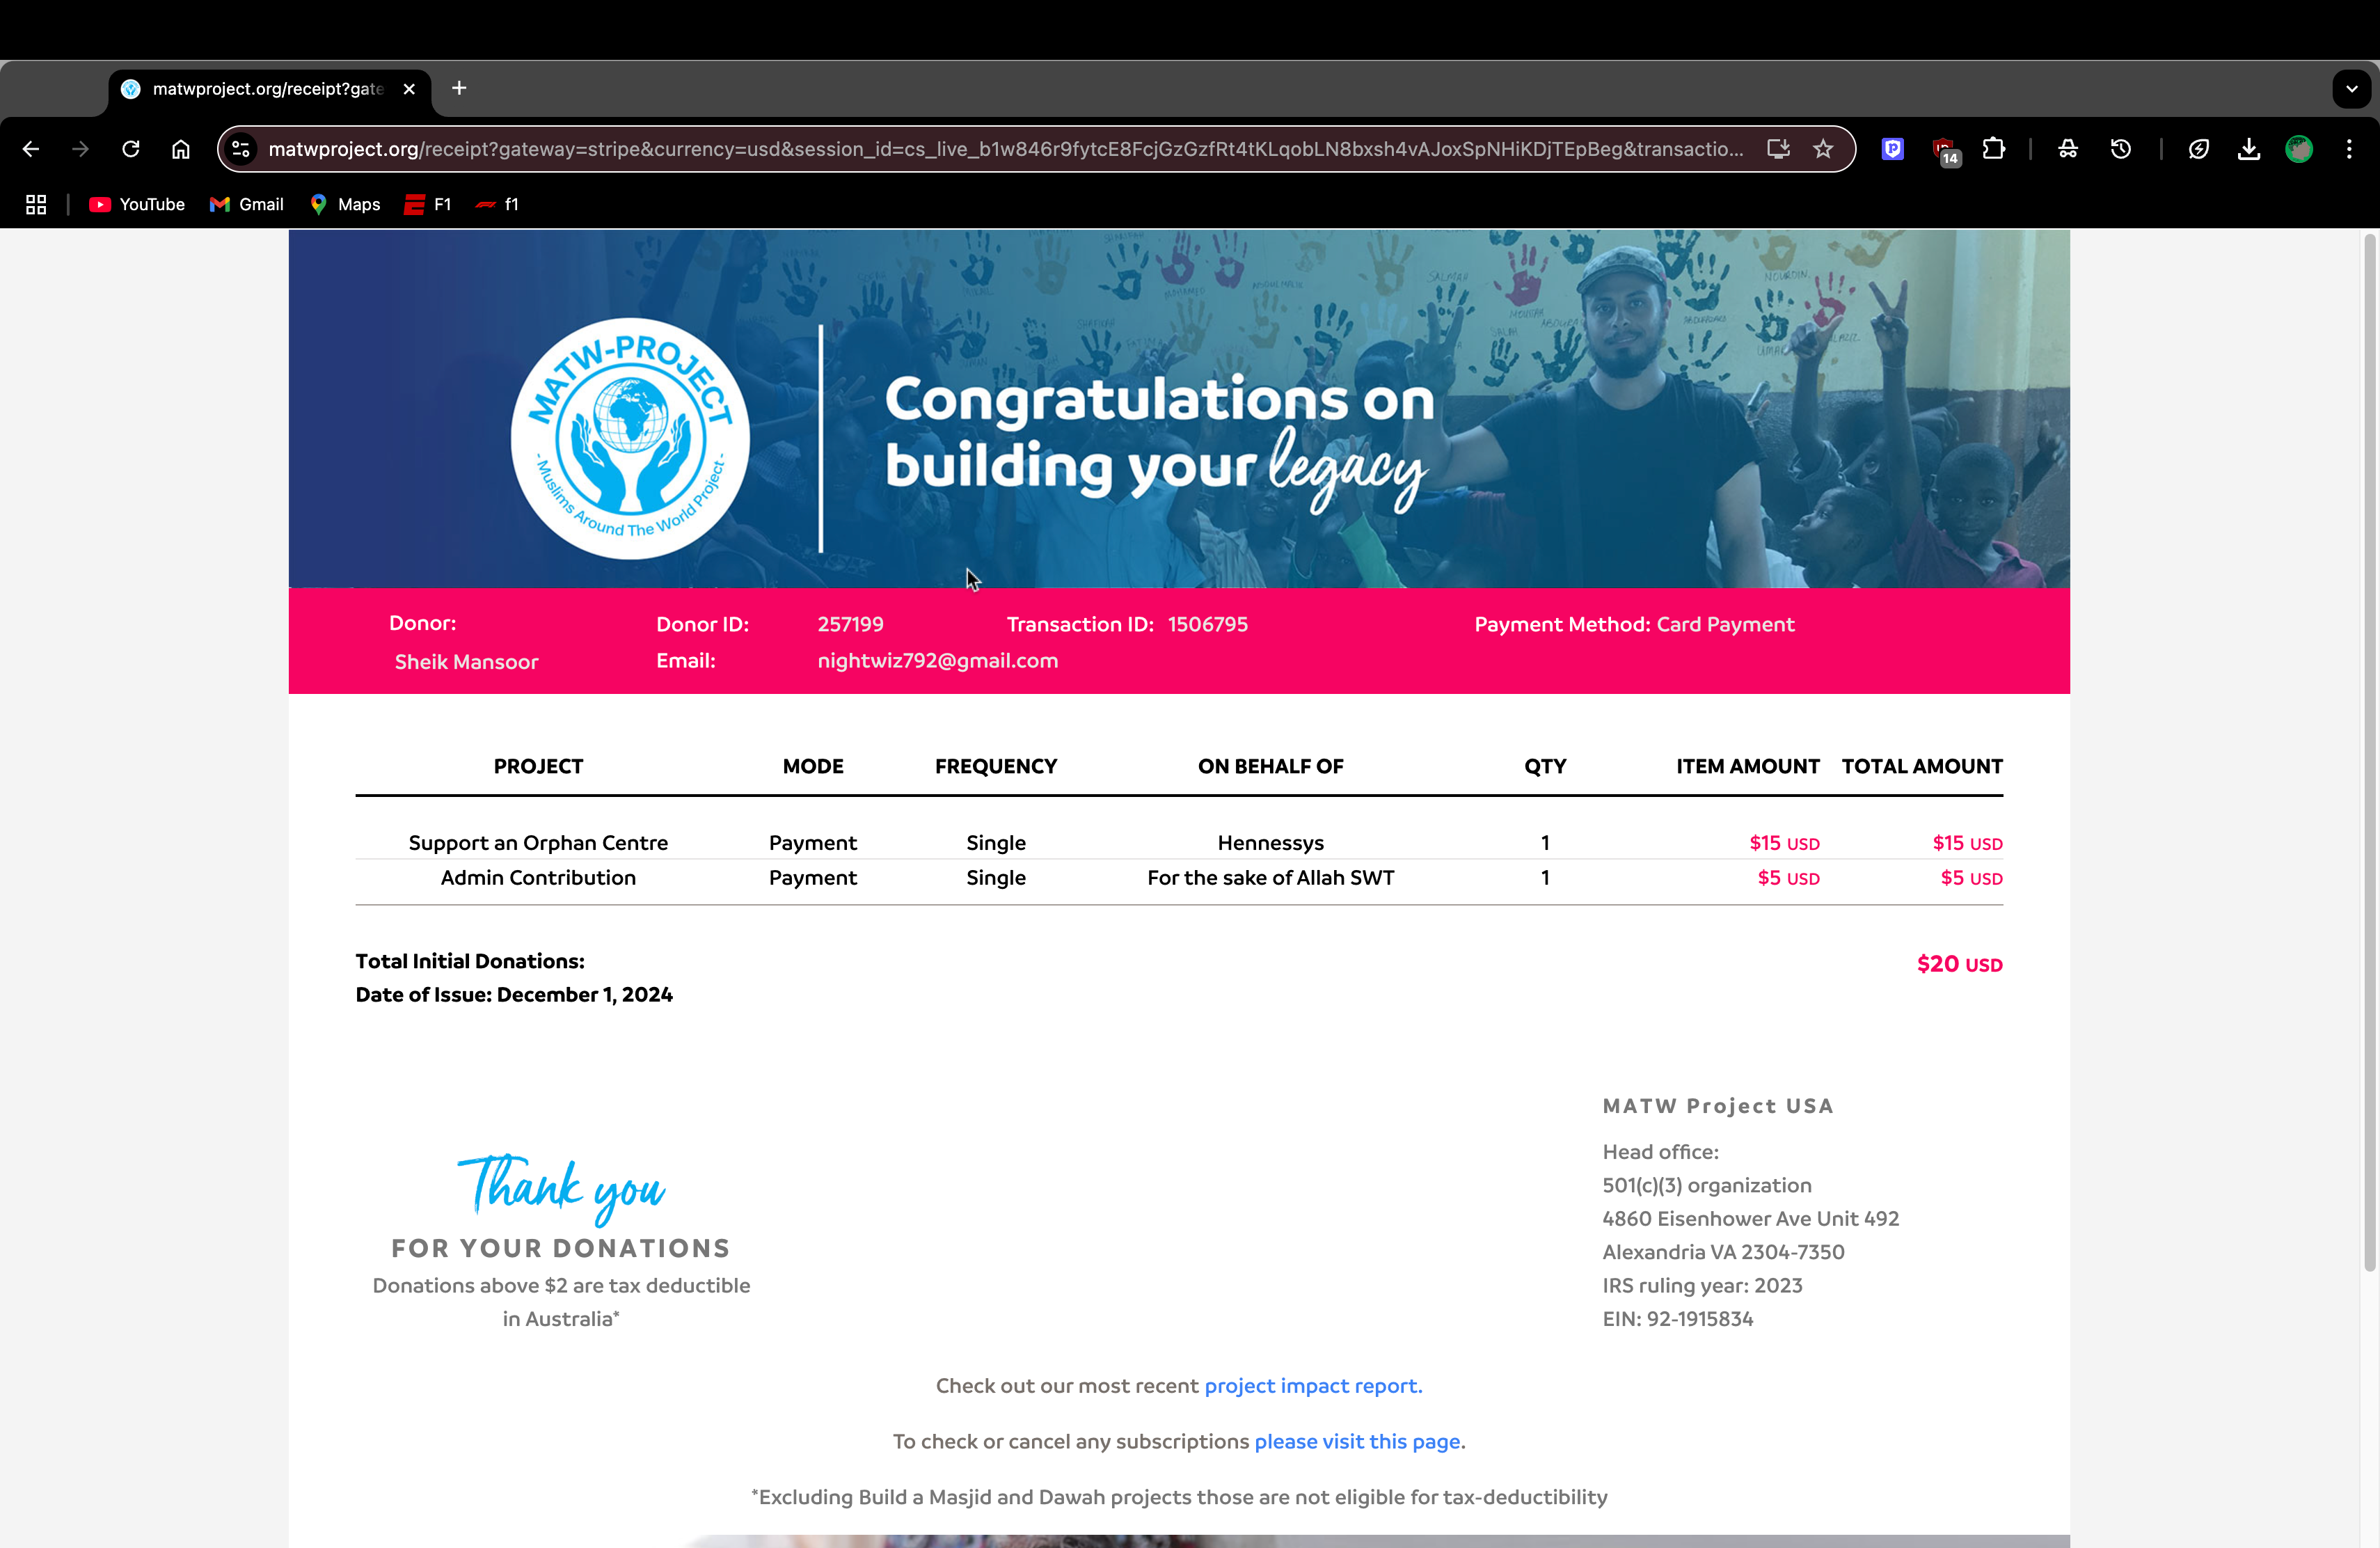 matwproject.org/receipt?gate
matwproject.org/receipt?gateway=stripe&currency=usd&session_id=cs_live_b1w846r9fytcE8FcjGzGzfRt4tKLqobLN8bxsh4vAJoxSpNHiKDjTEpBeg&transactio...
14
YouTube
Gmail
Maps
F1
f1
MATW-PROJECT
- Muslims Around The World Project -
Congratulations on
building your legacy
Donor:
Sheik Mansoor
Donor ID: 257199
Email: nightwiz792@gmail.com
Transaction ID: 1506795
Payment Method: Card Payment
PROJECT MODE FREQUENCY ON BEHALF OF QTY ITEM AMOUNT TOTAL AMOUNT
Support an Orphan Centre Payment Single Hennessys 1 $15 USD $15 USD
Admin Contribution Payment Single For the sake of Allah SWT 1 $5 USD $5 USD
Total Initial Donations: $20 USD
Date of Issue: December 1, 2024
Thank you
FOR YOUR DONATIONS
Donations above $2 are tax deductible
in Australia*
MATW Project USA
Head office:
501(c)(3) organization
4860 Eisenhower Ave Unit 492
Alexandria VA 2304-7350
IRS ruling year: 2023
EIN: 92-1915834
Check out our most recent project impact report.
To check or cancel any subscriptions please visit this page.
*Excluding Build a Masjid and Dawah projects those are not eligible for tax-deductibility